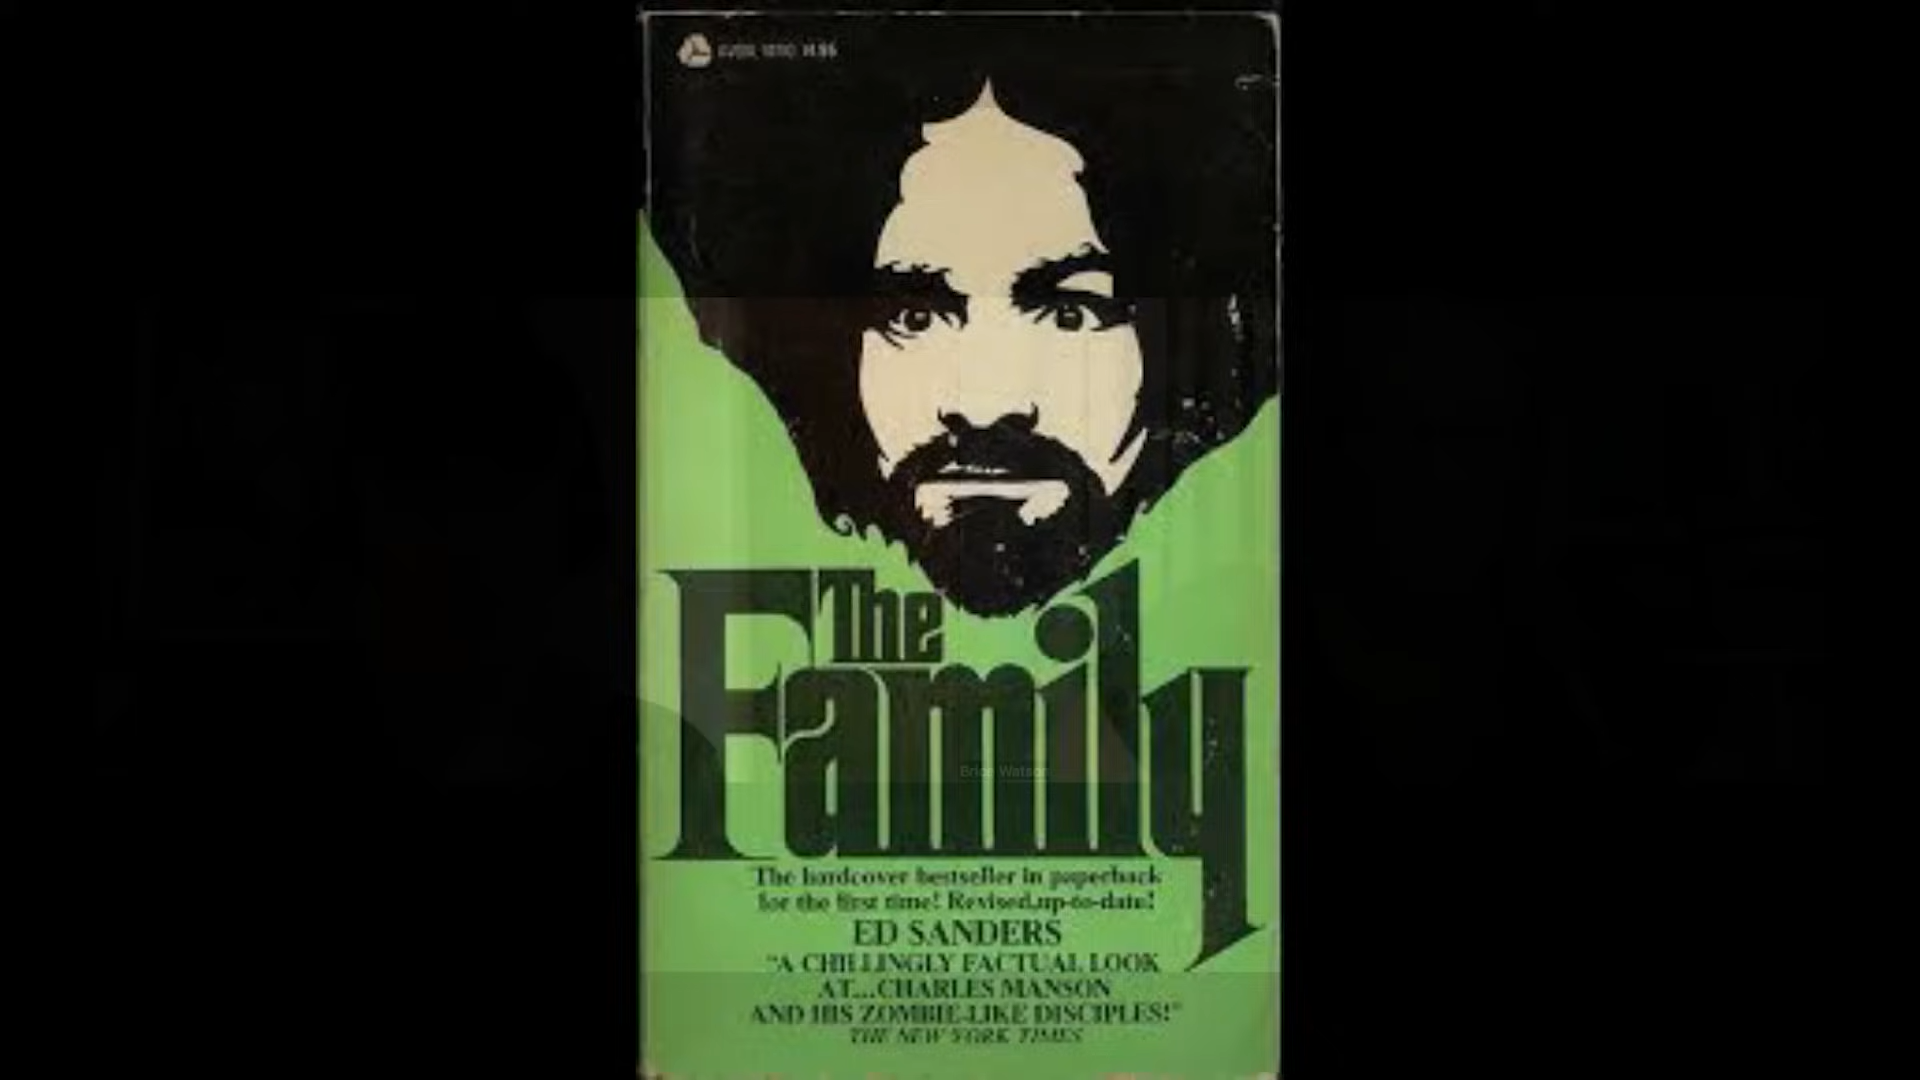 The
Family
The hardcover bestseller in paperback
for the first time! Revised, up-to-date!
ED SANDERS
"A CHILLINGLY FACTUAL LOOK
AT...CHARLES MANSON
AND HIS ZOMBIE-LIKE DISCIPLES!"
THE NEW YORK TIMES